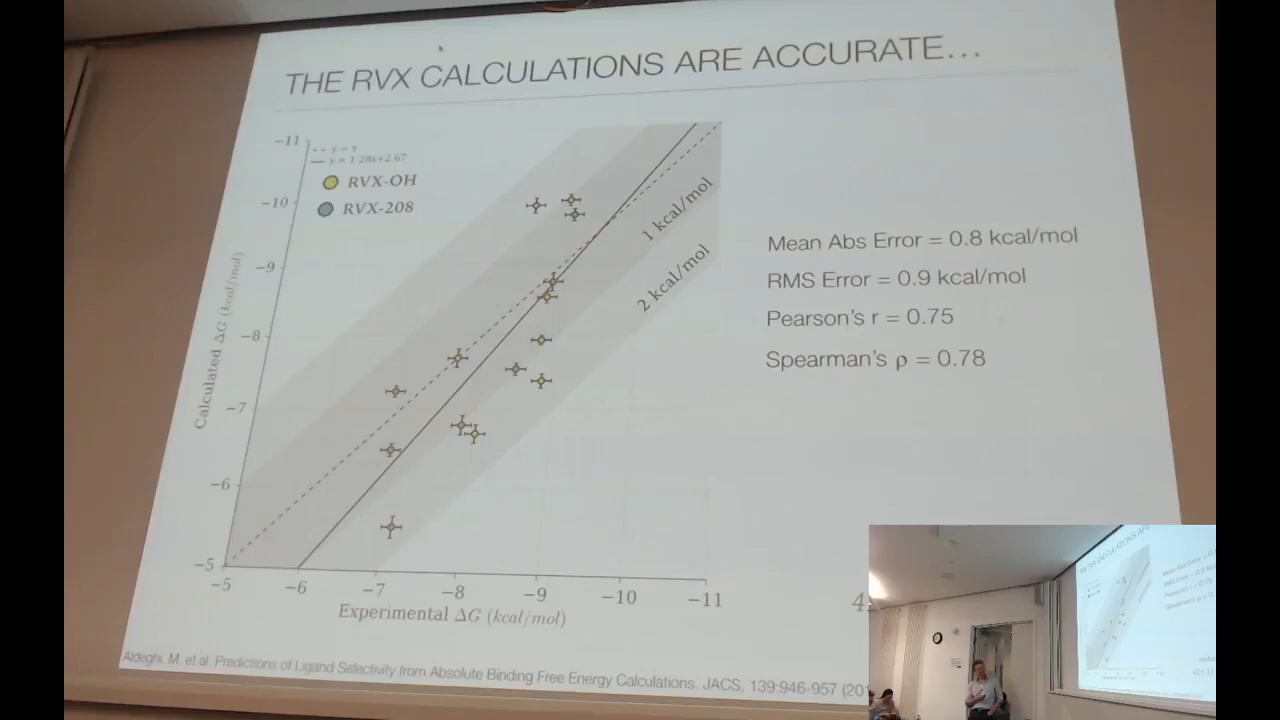 THE RVX CALCULATIONS ARE ACCURATE...
-11
-- y = x
— y = 1.28x+2.67
RVX-OH
-10
RVX-208
-9
-8
-7
-6
-5
Calculated ΔG (kcal/mol)
1 kcal/mol
2 kcal/mol
-5
-6
-7
-8
-9
-10
-11
Experimental ΔG (kcal/mol)
Mean Abs Error = 0.8 kcal/mol
RMS Error = 0.9 kcal/mol
Pearson's r = 0.75
Spearman's ρ = 0.78
Aldeghi, M. et al. Predictions of Ligand Selectivity from Absolute Binding Free Energy Calculations. JACS, 139:946-957 (20